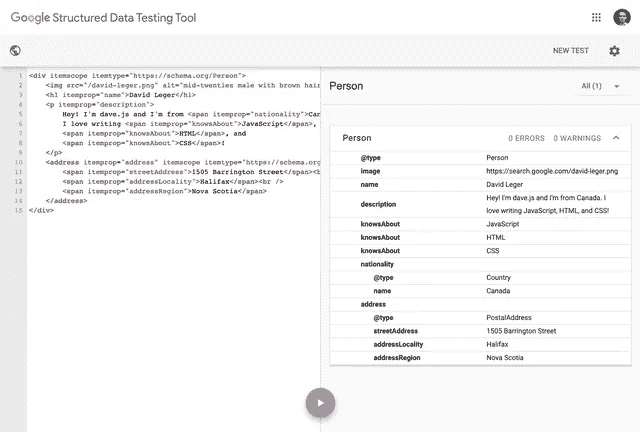 Google Structured Data Testing Tool
NEW TEST
1 <div itemscope itemtype="https://schema.org/Person">
2 <img src="/david-leger.png" alt="mid-twenties male with brown hair
3 <h1 itemprop="name">David Leger</h1>
4 <p itemprop="description">
5 Hey! I'm dave.js and I'm from <span itemprop="nationality">Can
6 I love writing <span itemprop="knowsAbout">JavaScript</span>,
7 <span itemprop="knowsAbout">HTML</span>, and
8 <span itemprop="knowsAbout">CSS</span>!
9 </p>
10 <address itemprop="address" itemscope itemtype="https://schema.org
11 <span itemprop="streetAddress">1505 Barrington Street</span><b
12 <span itemprop="addressLocality">Halifax</span><br />
13 <span itemprop="addressRegion">Nova Scotia</span>
14 </address>
15 </div>
Person All (1)
Person 0 ERRORS 0 WARNINGS
@type Person
image https://search.google.com/david-leger.png
name David Leger
description Hey! I'm dave.js and I'm from Canada. I
love writing JavaScript, HTML, and CSS!
knowsAbout JavaScript
knowsAbout HTML
knowsAbout CSS
nationality
@type Country
name Canada
address
@type PostalAddress
streetAddress 1505 Barrington Street
addressLocality Halifax
addressRegion Nova Scotia